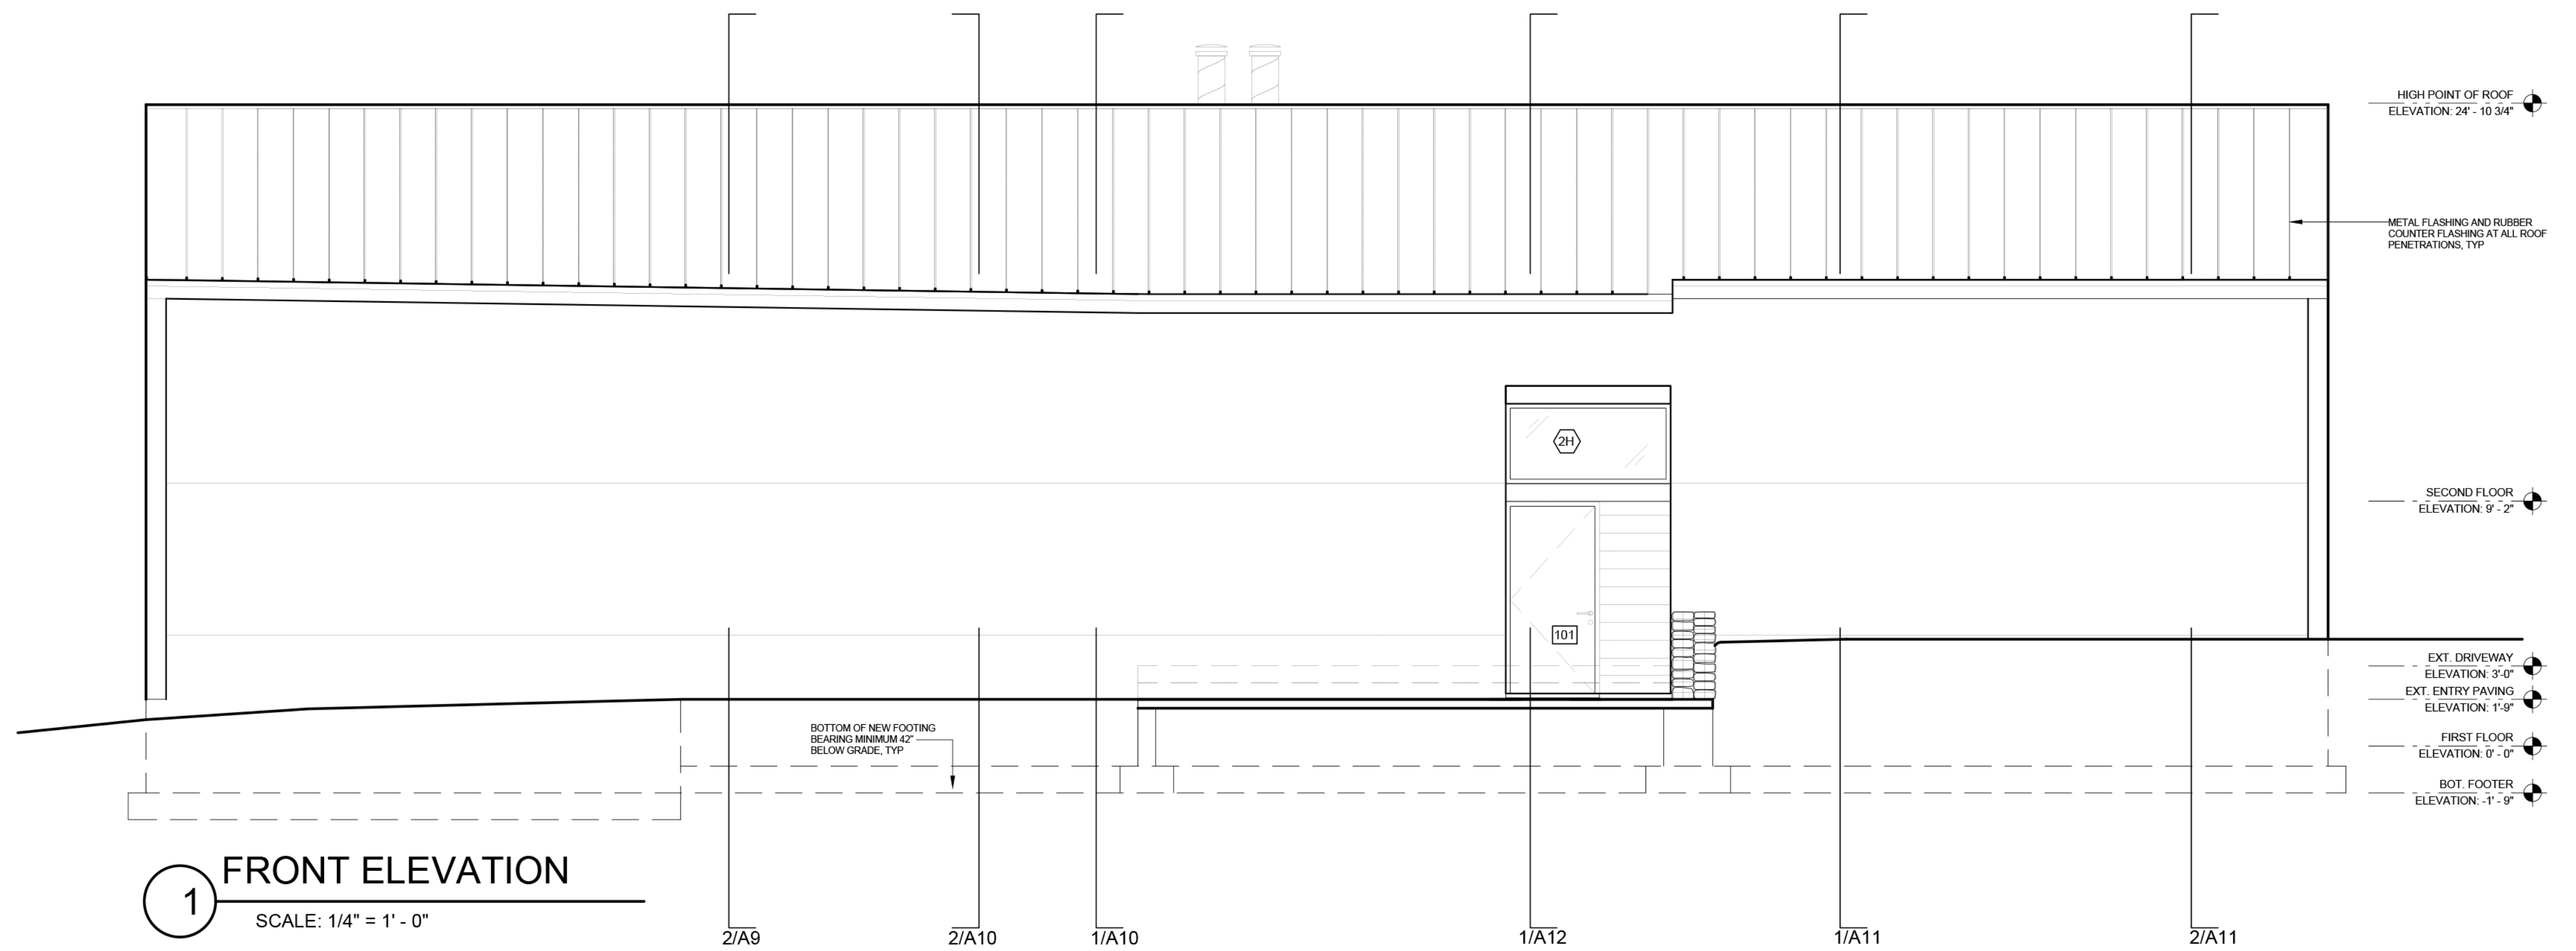 HIGH POINT OF ROOF
ELEVATION: 24' - 10 3/4"
METAL FLASHING AND RUBBER
COUNTER FLASHING AT ALL ROOF
PENETRATIONS, TYP
2H
SECOND FLOOR
ELEVATION: 9' - 2"
101
EXT. DRIVEWAY
ELEVATION: 3'-0"
EXT. ENTRY PAVING
ELEVATION: 1'-9"
BOTTOM OF NEW FOOTING
BEARING MINIMUM 42"
BELOW GRADE, TYP
FIRST FLOOR
ELEVATION: 0' - 0"
BOT. FOOTER
ELEVATION: -1' - 9"
1
FRONT ELEVATION
SCALE: 1/4" = 1' - 0"
2/A9
2/A10
1/A10
1/A12
1/A11
2/A11